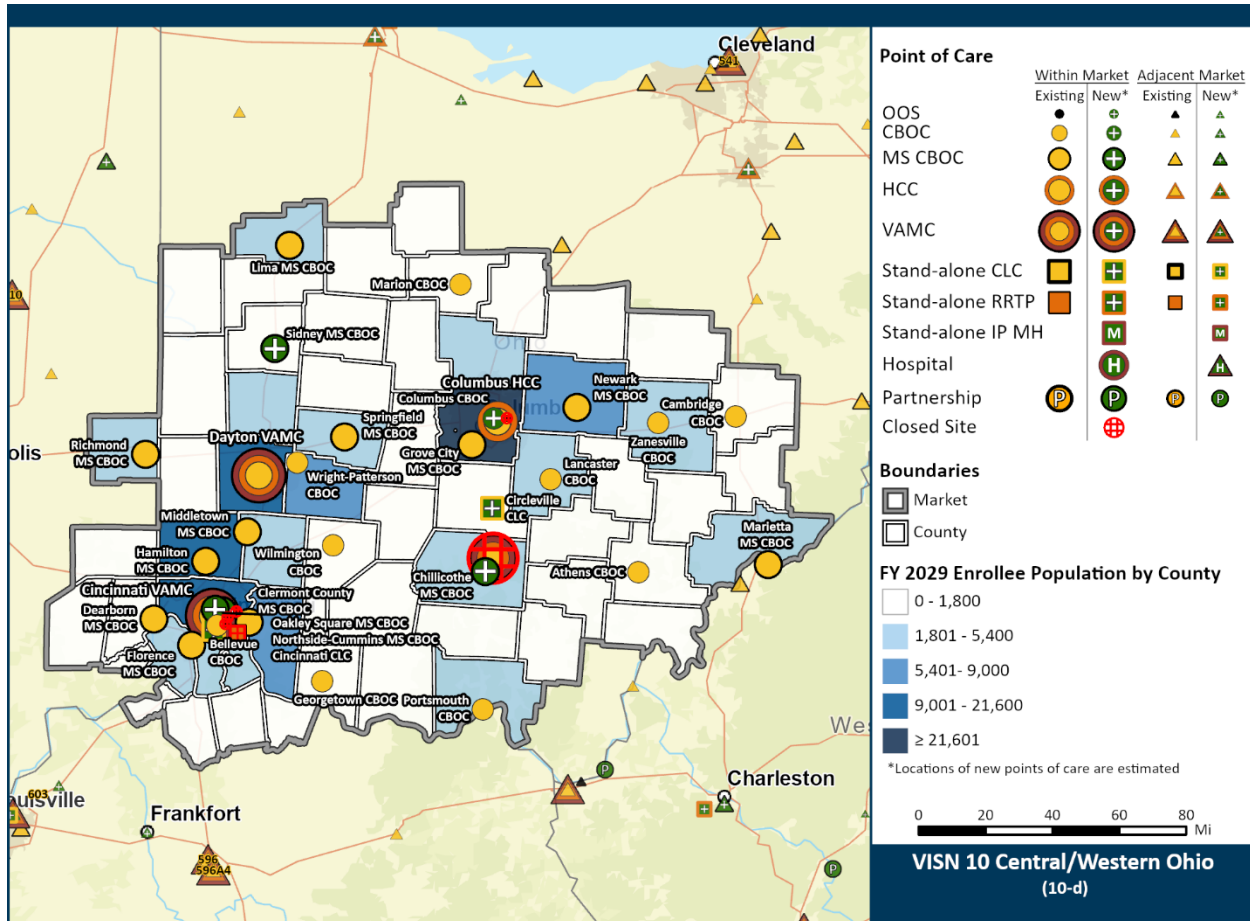 Cleveland
541
10
Lima MS CBOC
Marion CBOC
Sidney MS CBOC
Ohio
Columbus HCC
Columbus CBOC
Newark
MS CBOC
Cambridge
CBOC
Springfield
MS CBOC
Richmond
MS CBOC
olis
Dayton VAMC
Grove City
MS CBOC
Zanesville
CBOC
Lancaster
CBOC
Wright-Patterson
CBOC
Circleville
CLC
Middletown
MS CBOC
Marietta
MS CBOC
Hamilton
MS CBOC
Wilmington
CBOC
Chillicothe
MS CBOC
Athens CBOC
Cincinnati VAMC
Clermont County
MS CBOC
Dearborn
MS CBOC
Oakley Square MS CBOC
Northside-Cummins MS CBOC
Cincinnati CLC
Florence
MS CBOC
Bellevue
CBOC
Georgetown CBOC
Portsmouth
CBOC
Wes
P
Charleston
603
uisville
Frankfort
596
596A4
P
Point of Care
Within Market Adjacent Market
Existing New* Existing New*
OOS
CBOC
MS CBOC
HCC
VAMC
Stand-alone CLC
Stand-alone RRTP
Stand-alone IP MH M M
Hospital H H
Partnership P P P P
Closed Site
Boundaries
Market
County
FY 2029 Enrollee Population by County
0 - 1,800
1,801 - 5,400
5,401- 9,000
9,001 - 21,600
≥ 21,601
*Locations of new points of care are estimated
0 20 40 60 80
Mi
VISN 10 Central/Western Ohio
(10-d)